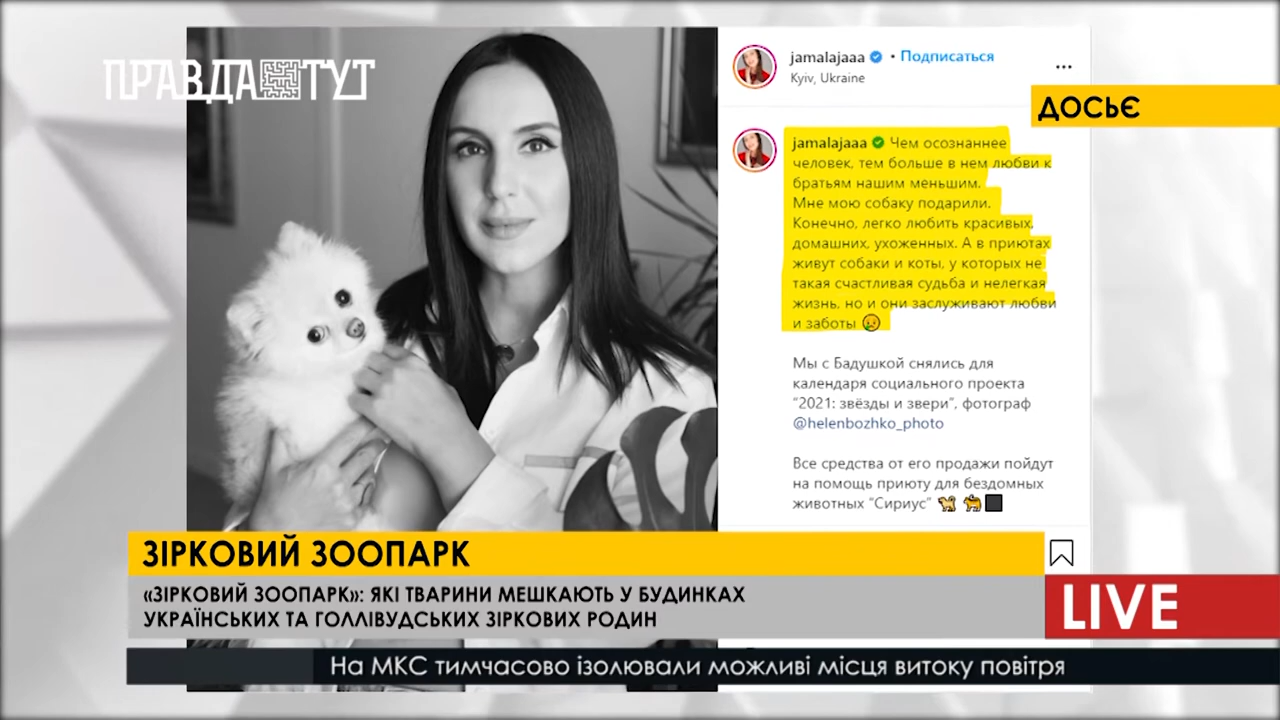 ПРАВДА ТУТ
jamalajaaa • Подписаться
Kyiv, Ukraine
ДОСЬЄ
jamalajaaa Чем осознаннее
человек, тем больше в нем любви к
братьям нашим меньшим.
Мне мою собаку подарили.
Конечно, легко любить красивых,
домашних, ухоженных. А в приютах
живут собаки и коты, у которых не
такая счастливая судьба и нелегкая
жизнь, но и они заслуживают любви
и заботы 😢
Мы с Бадушкой снялись для
календаря социального проекта
"2021: звёзды и звери", фотограф
@helenbozhko_photo
Все средства от его продажи пойдут
на помощь приюту для бездомных
животных "Сириус" 🐕 🐕
ЗІРКОВИЙ ЗООПАРК
«ЗІРКОВИЙ ЗООПАРК»: ЯКІ ТВАРИНИ МЕШКАЮТЬ У БУДИНКАХ
УКРАЇНСЬКИХ ТА ГОЛЛІВУДСЬКИХ ЗІРКОВИХ РОДИН
LIVE
На МКС тимчасово ізолювали можливі місця витоку повітря